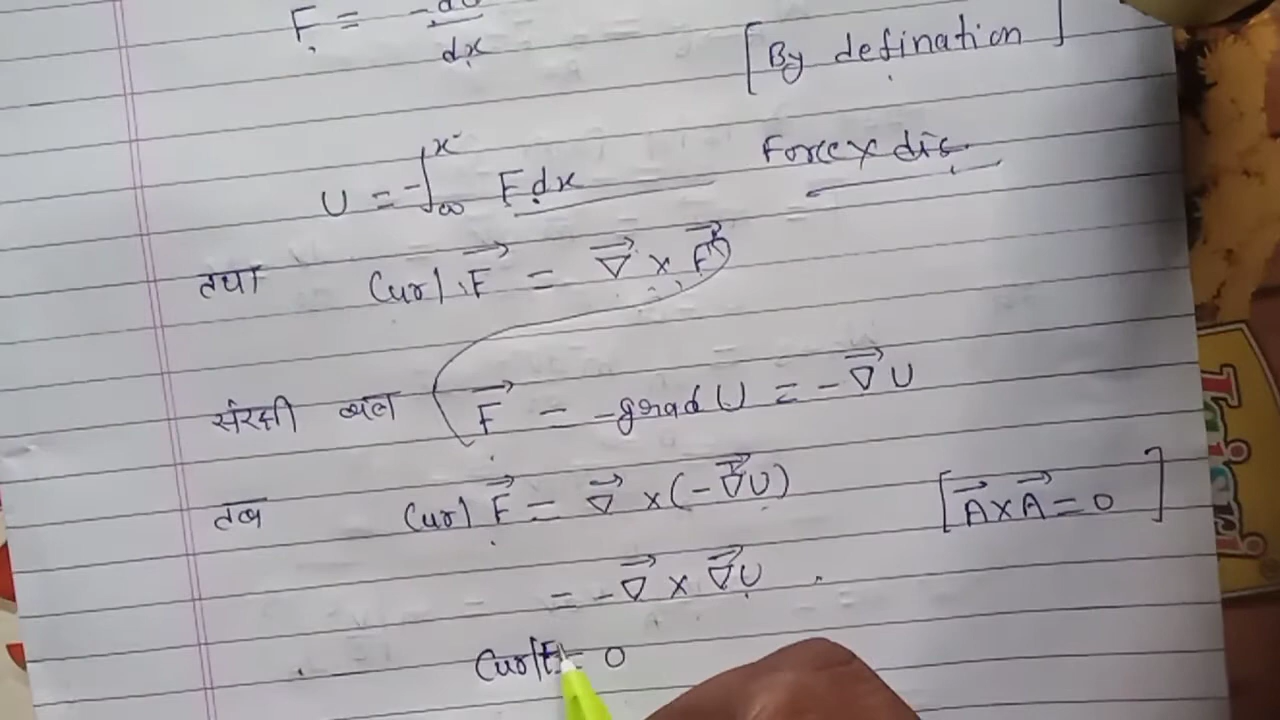 F = -dU/dx
[By defination]
U = -∫_∞^x F dx Force x dis.
तथा Curl F⃗ = ∇⃗ × F⃗
संरक्षी बल F⃗ = -grad U = -∇⃗U
तब Curl F⃗ = ∇⃗ × (-∇⃗U) [A⃗×A⃗ = 0]
= -∇⃗ × ∇⃗U
Curl F = 0